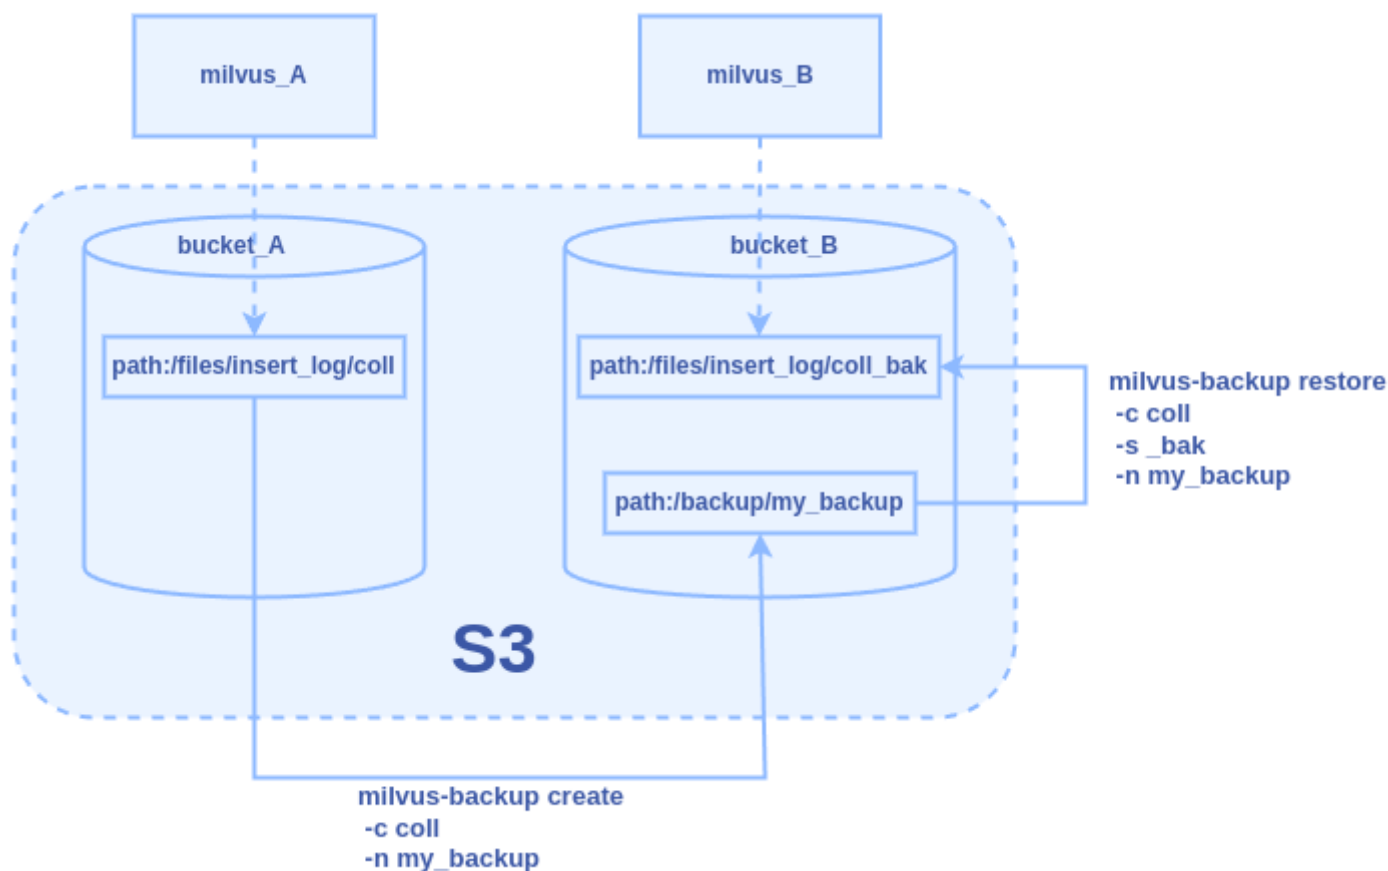 milvus_A
milvus_B
bucket_A
bucket_B
path:/files/insert_log/coll
path:/files/insert_log/coll_bak
milvus-backup restore
-c coll
-s _bak
-n my_backup
path:/backup/my_backup
S3
milvus-backup create
-c coll
-n my_backup